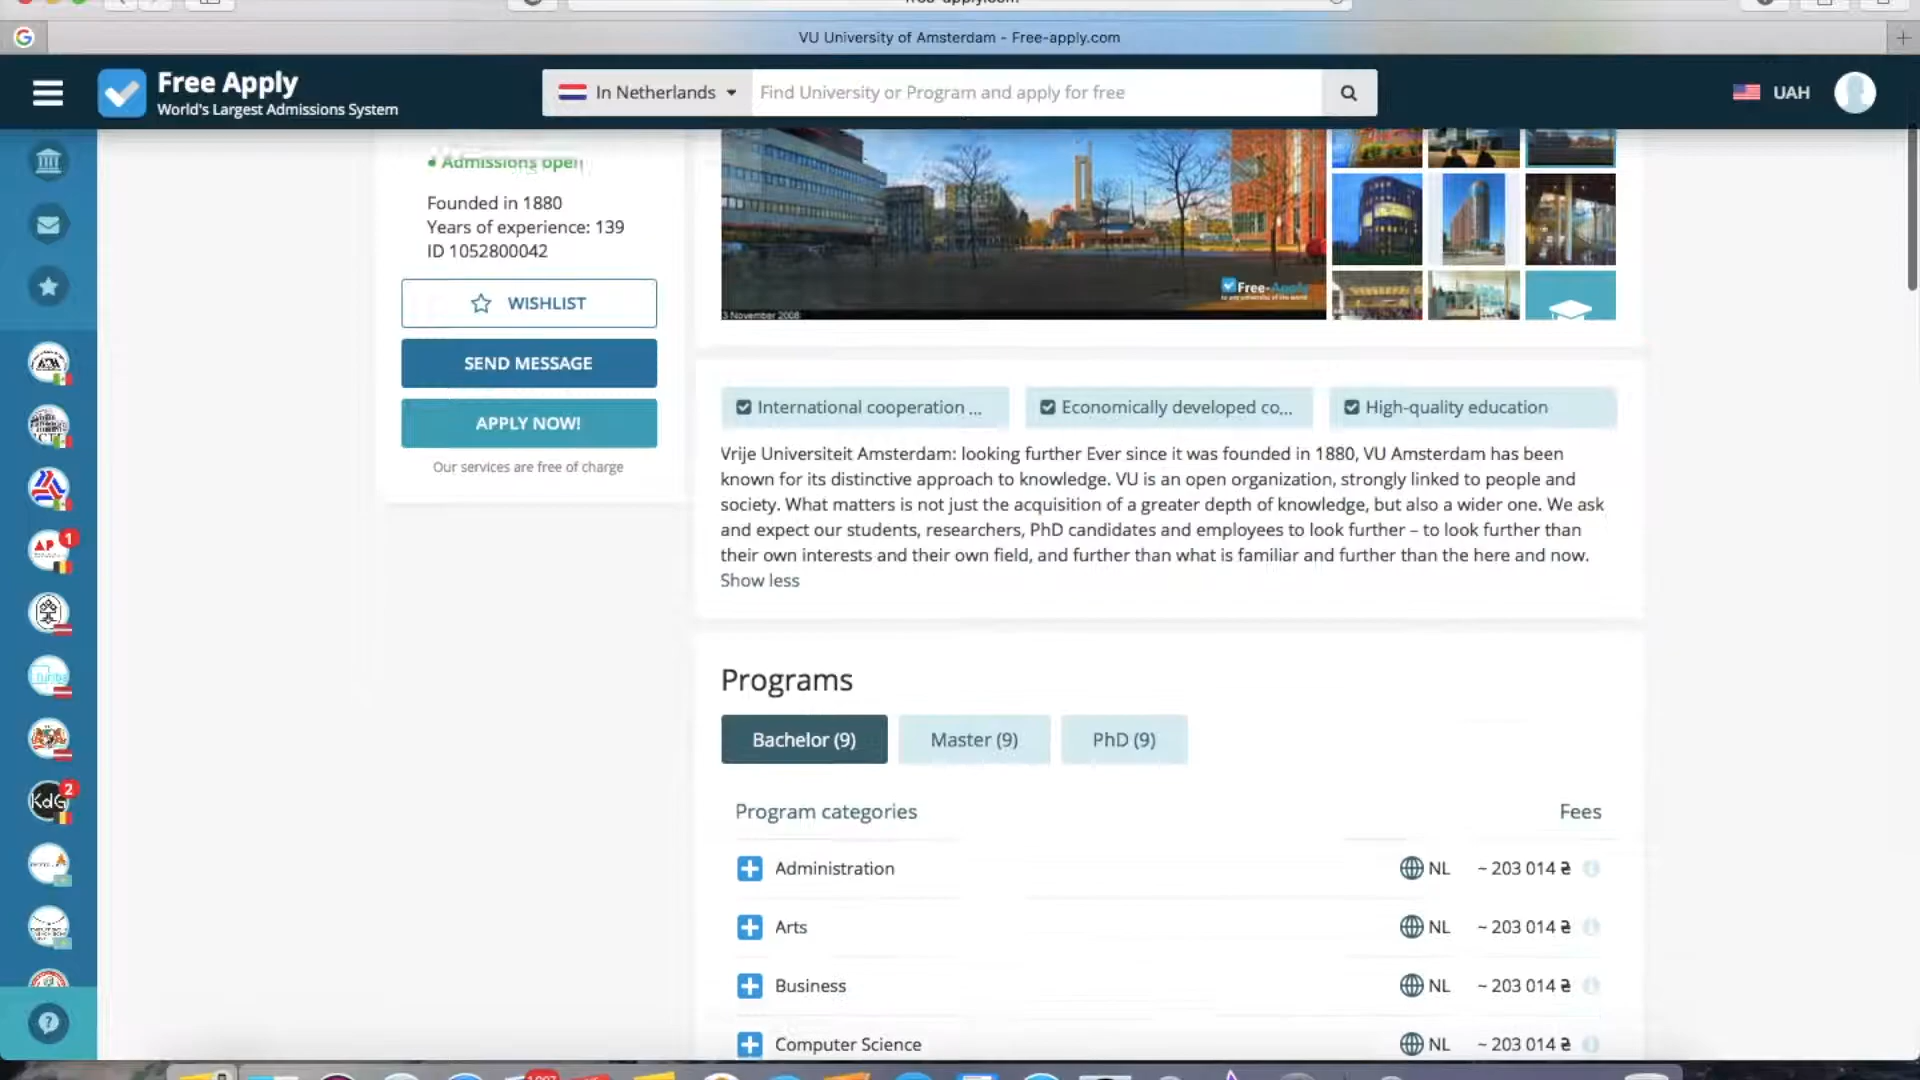 VU University of Amsterdam - Free-apply.com
Free Apply
World's Largest Admissions System
In Netherlands
Find University or Program and apply for free
UAH
Admissions open
Founded in 1880
Years of experience: 139
ID 1052800042
WISHLIST
SEND MESSAGE
APPLY NOW!
Our services are free of charge
3 November 2008
Free-Apply
International cooperation ...
Economically developed co...
High-quality education
Vrije Universiteit Amsterdam: looking further Ever since it was founded in 1880, VU Amsterdam has been
known for its distinctive approach to knowledge. VU is an open organization, strongly linked to people and
society. What matters is not just the acquisition of a greater depth of knowledge, but also a wider one. We ask
and expect our students, researchers, PhD candidates and employees to look further – to look further than
their own interests and their own field, and further than what is familiar and further than the here and now.
Show less
Programs
Bachelor (9)
Master (9)
PhD (9)
Program categories
Fees
Administration
NL
~ 203 014 ₴
Arts
NL
~ 203 014 ₴
Business
NL
~ 203 014 ₴
Computer Science
NL
~ 203 014 ₴
AP
1
KdG
2